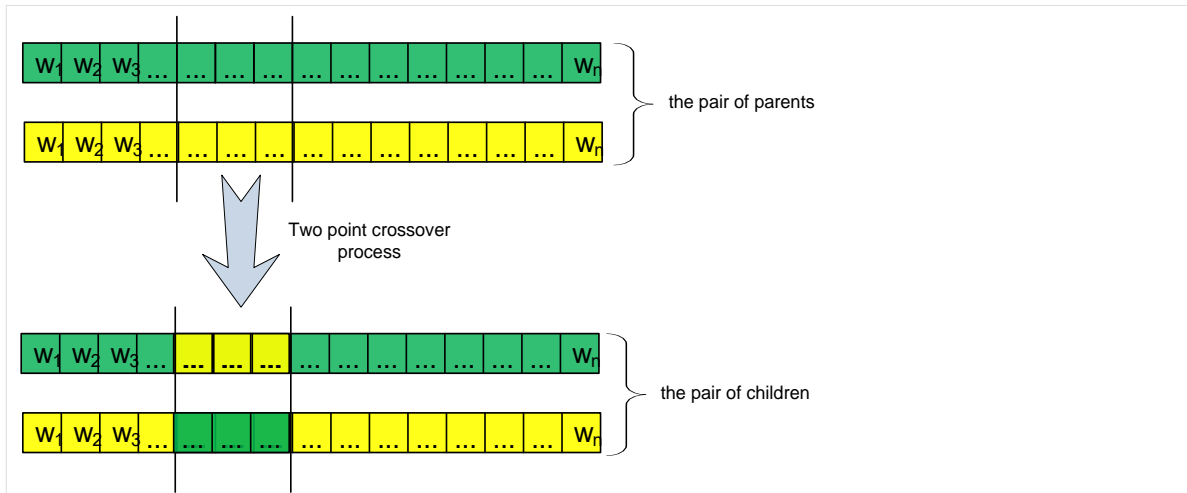 W₁ W₂ W₃ ... ... ... ... ... ... ... ... ... ... ... Wₙ
the pair of parents
W₁ W₂ W₃ ... ... ... ... ... ... ... ... ... ... ... Wₙ
Two point crossover
process
W₁ W₂ W₃ ... ... ... ... ... ... ... ... ... ... ... Wₙ
the pair of children
W₁ W₂ W₃ ... ... ... ... ... ... ... ... ... ... ... Wₙ